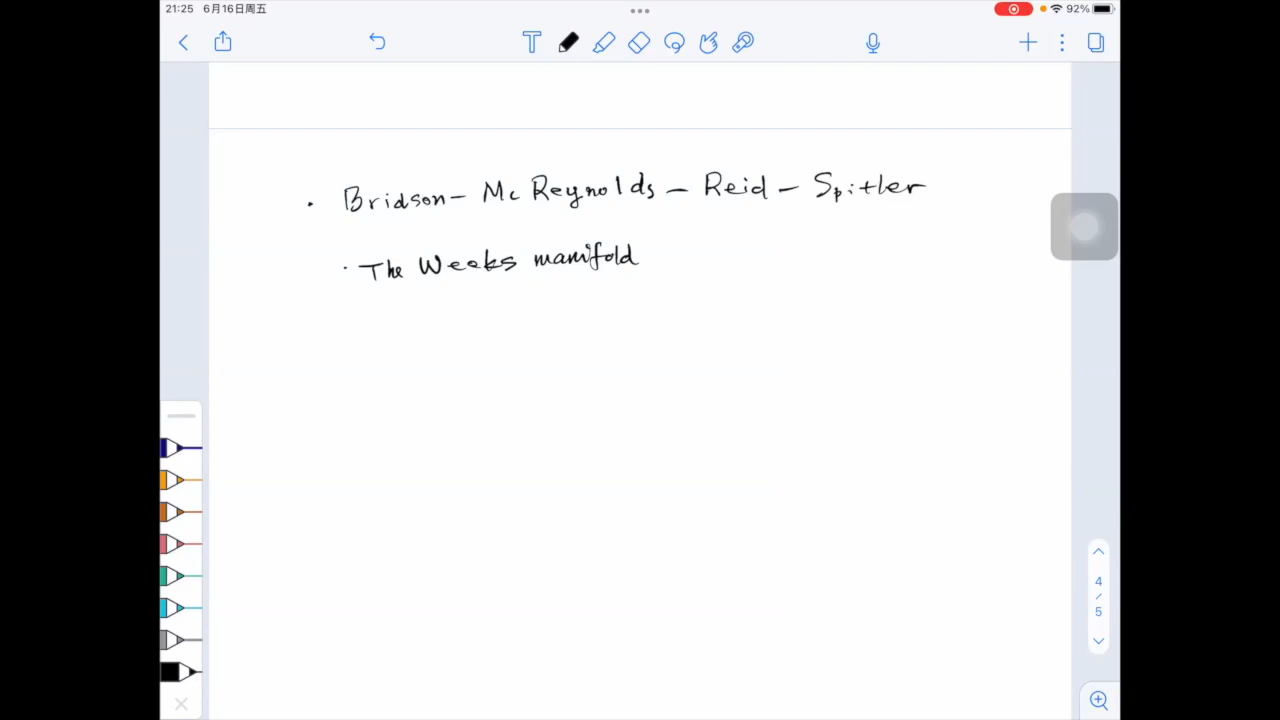 21:25 6月16日周五 92%
· Bridson - McReynolds - Reid - Spitler
· The Weeks manifold
4
/
5